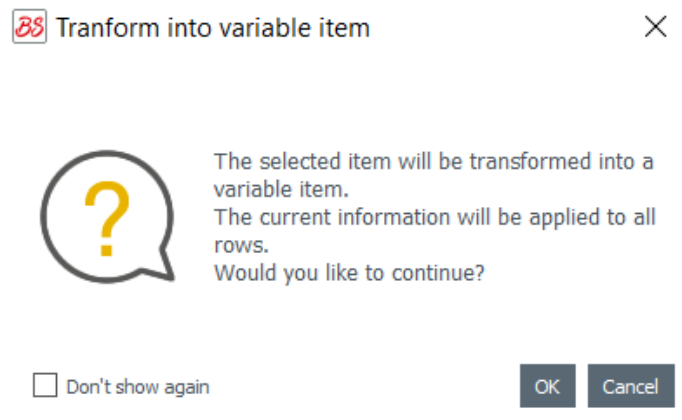 BS Tranform into variable item
The selected item will be transformed into a
variable item.
The current information will be applied to all
rows.
Would you like to continue?
Don't show again
OK
Cancel